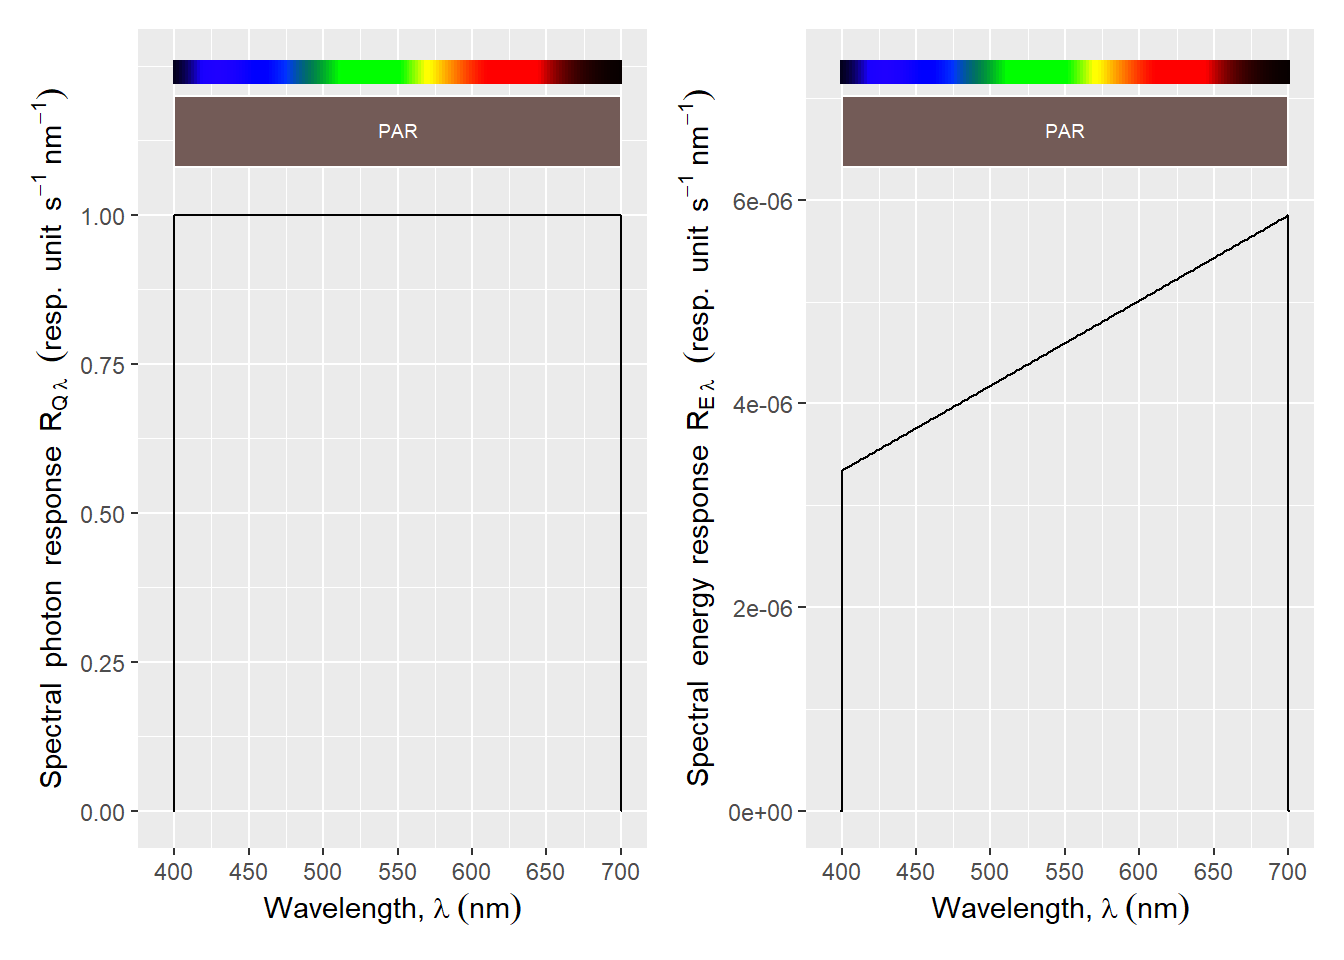 Spectral photon response R Q λ (resp. unit s⁻¹ nm⁻¹)
PAR
1.00
0.75
0.50
0.25
0.00
400 450 500 550 600 650 700
Wavelength, λ (nm)
Spectral energy response R E λ (resp. unit s⁻¹ nm⁻¹)
PAR
6e-06
4e-06
2e-06
0e+00
400 450 500 550 600 650 700
Wavelength, λ (nm)